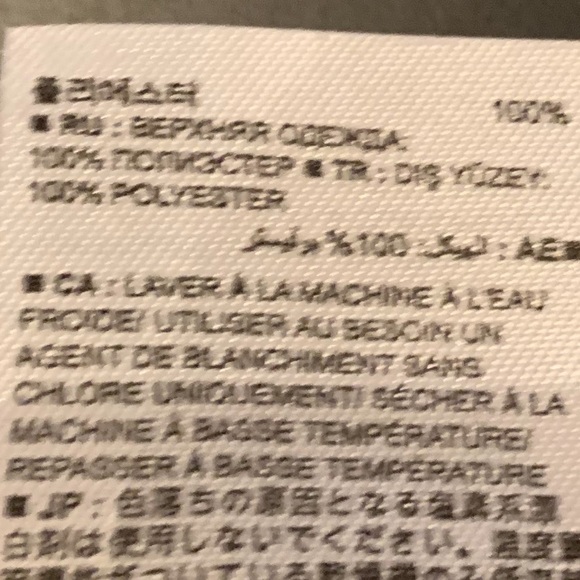 폴리에스터 100%
■ RU : ВЕРХНЯЯ ОДЕЖДА:
100% ПОЛИЭСТЕР ■ TR : DIŞ YÜZEY:
100% POLYESTER
■ AE : 100%
■ CA : LAVER À LA MACHINE À L'EAU
FROIDE/ UTILISER AU BESOIN UN
AGENT DE BLANCHIMENT SANS
CHLORE UNIQUEMENT/ SÉCHER À LA
MACHINE À BASSE TEMPÉRATURE/
REPASSER À BASSE TEMPÉRATURE
■ JP : 色落ちの原因となる塩素系漂
白剤は使用しないでください。温度